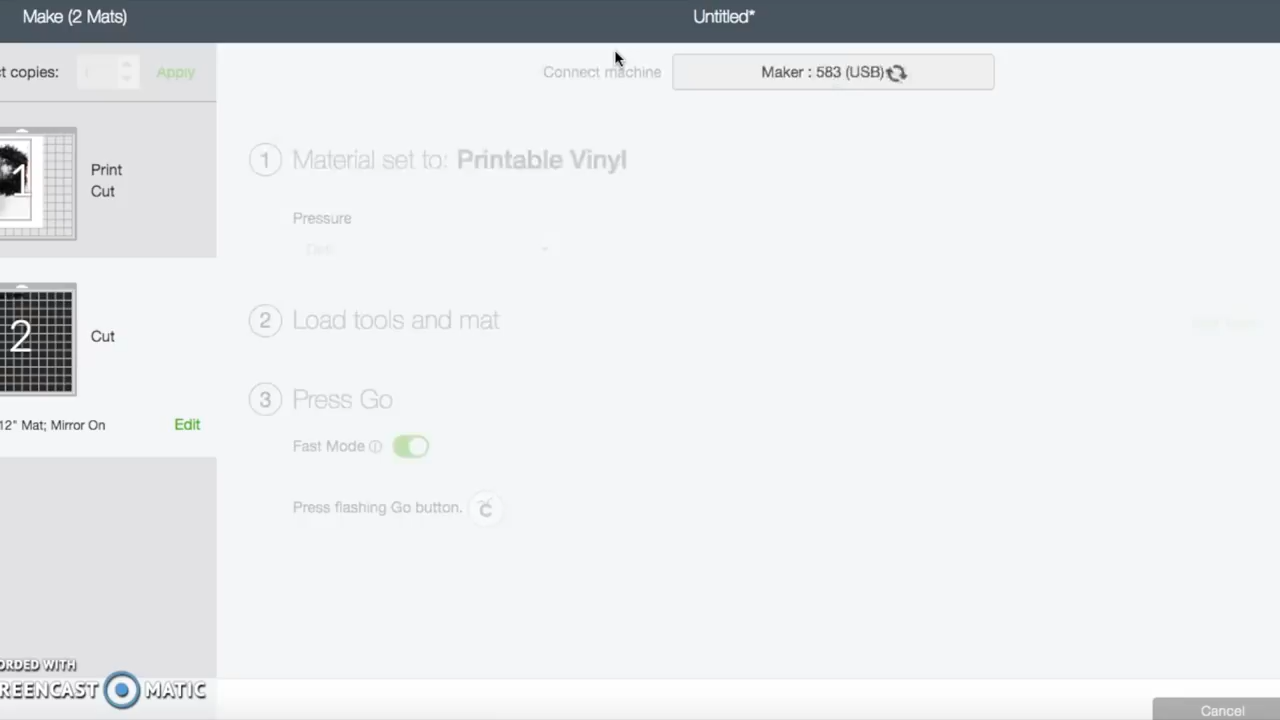 Make (2 Mats)
Untitled*
ct copies:
Apply
Connect machine
Maker : 583 (USB)
1
Print
Cut
1 Material set to: Printable Vinyl
Pressure
2
Cut
12" Mat; Mirror On
Edit
2 Load tools and mat
3 Press Go
Fast Mode
Press flashing Go button.
ORDED WITH
REENCAST MATIC
Cancel